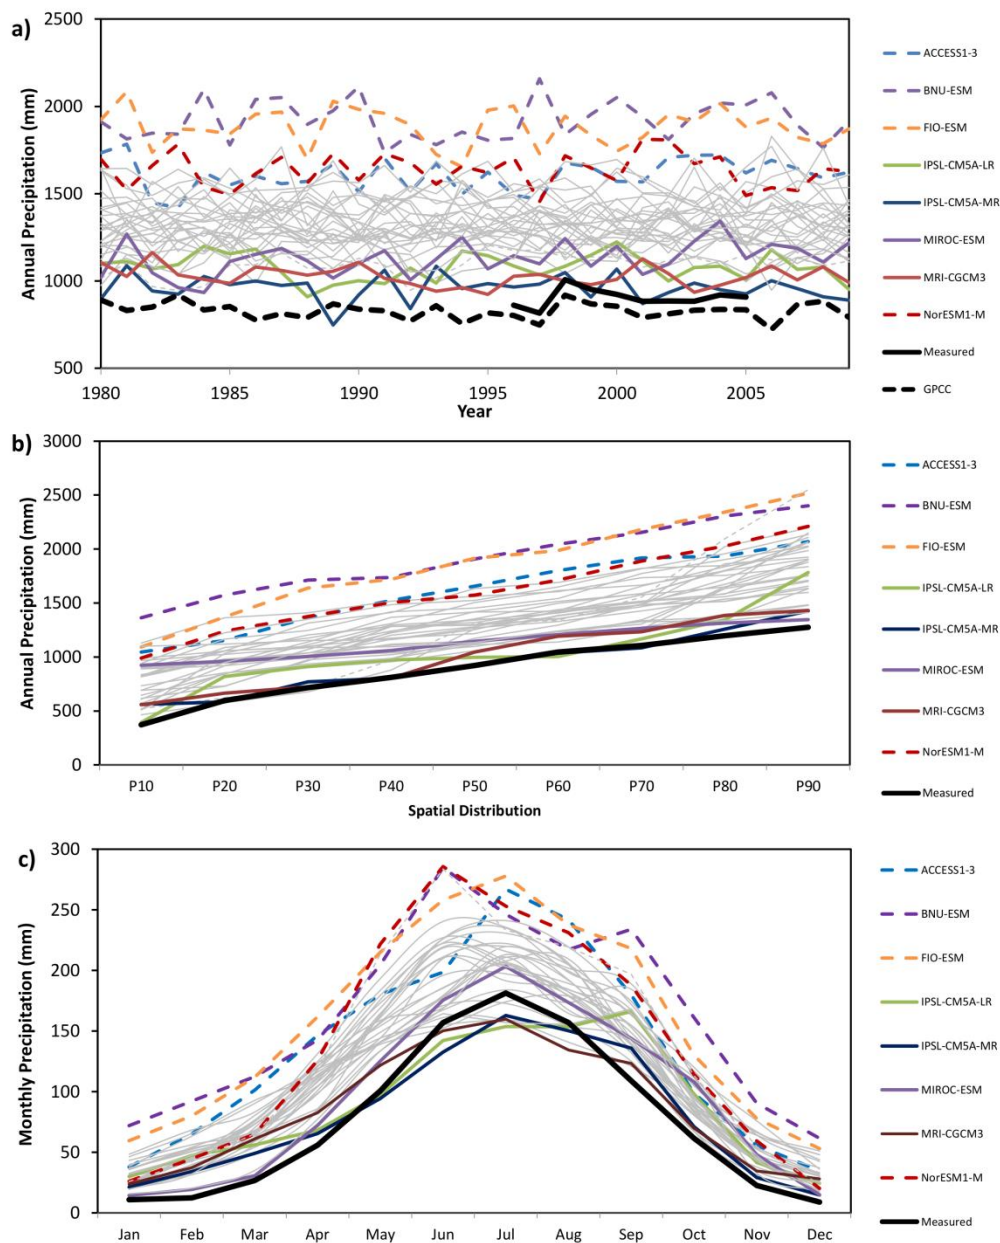 a)
Annual Precipitation (mm)
2500
2000
1500
1000
500
1980 1985 1990 1995 2000 2005
Year
ACCESS1-3
BNU-ESM
FIO-ESM
IPSL-CM5A-LR
IPSL-CM5A-MR
MIROC-ESM
MRI-CGCM3
NorESM1-M
Measured
GPCC
b)
Annual Precipitation (mm)
3000
2500
2000
1500
1000
500
0
P10 P20 P30 P40 P50 P60 P70 P80 P90
Spatial Distribution
ACCESS1-3
BNU-ESM
FIO-ESM
IPSL-CM5A-LR
IPSL-CM5A-MR
MIROC-ESM
MRI-CGCM3
NorESM1-M
Measured
c)
Monthly Precipitation (mm)
300
250
200
150
100
50
0
Jan Feb Mar Apr May Jun Jul Aug Sep Oct Nov Dec
ACCESS1-3
BNU-ESM
FIO-ESM
IPSL-CM5A-LR
IPSL-CM5A-MR
MIROC-ESM
MRI-CGCM3
NorESM1-M
Measured